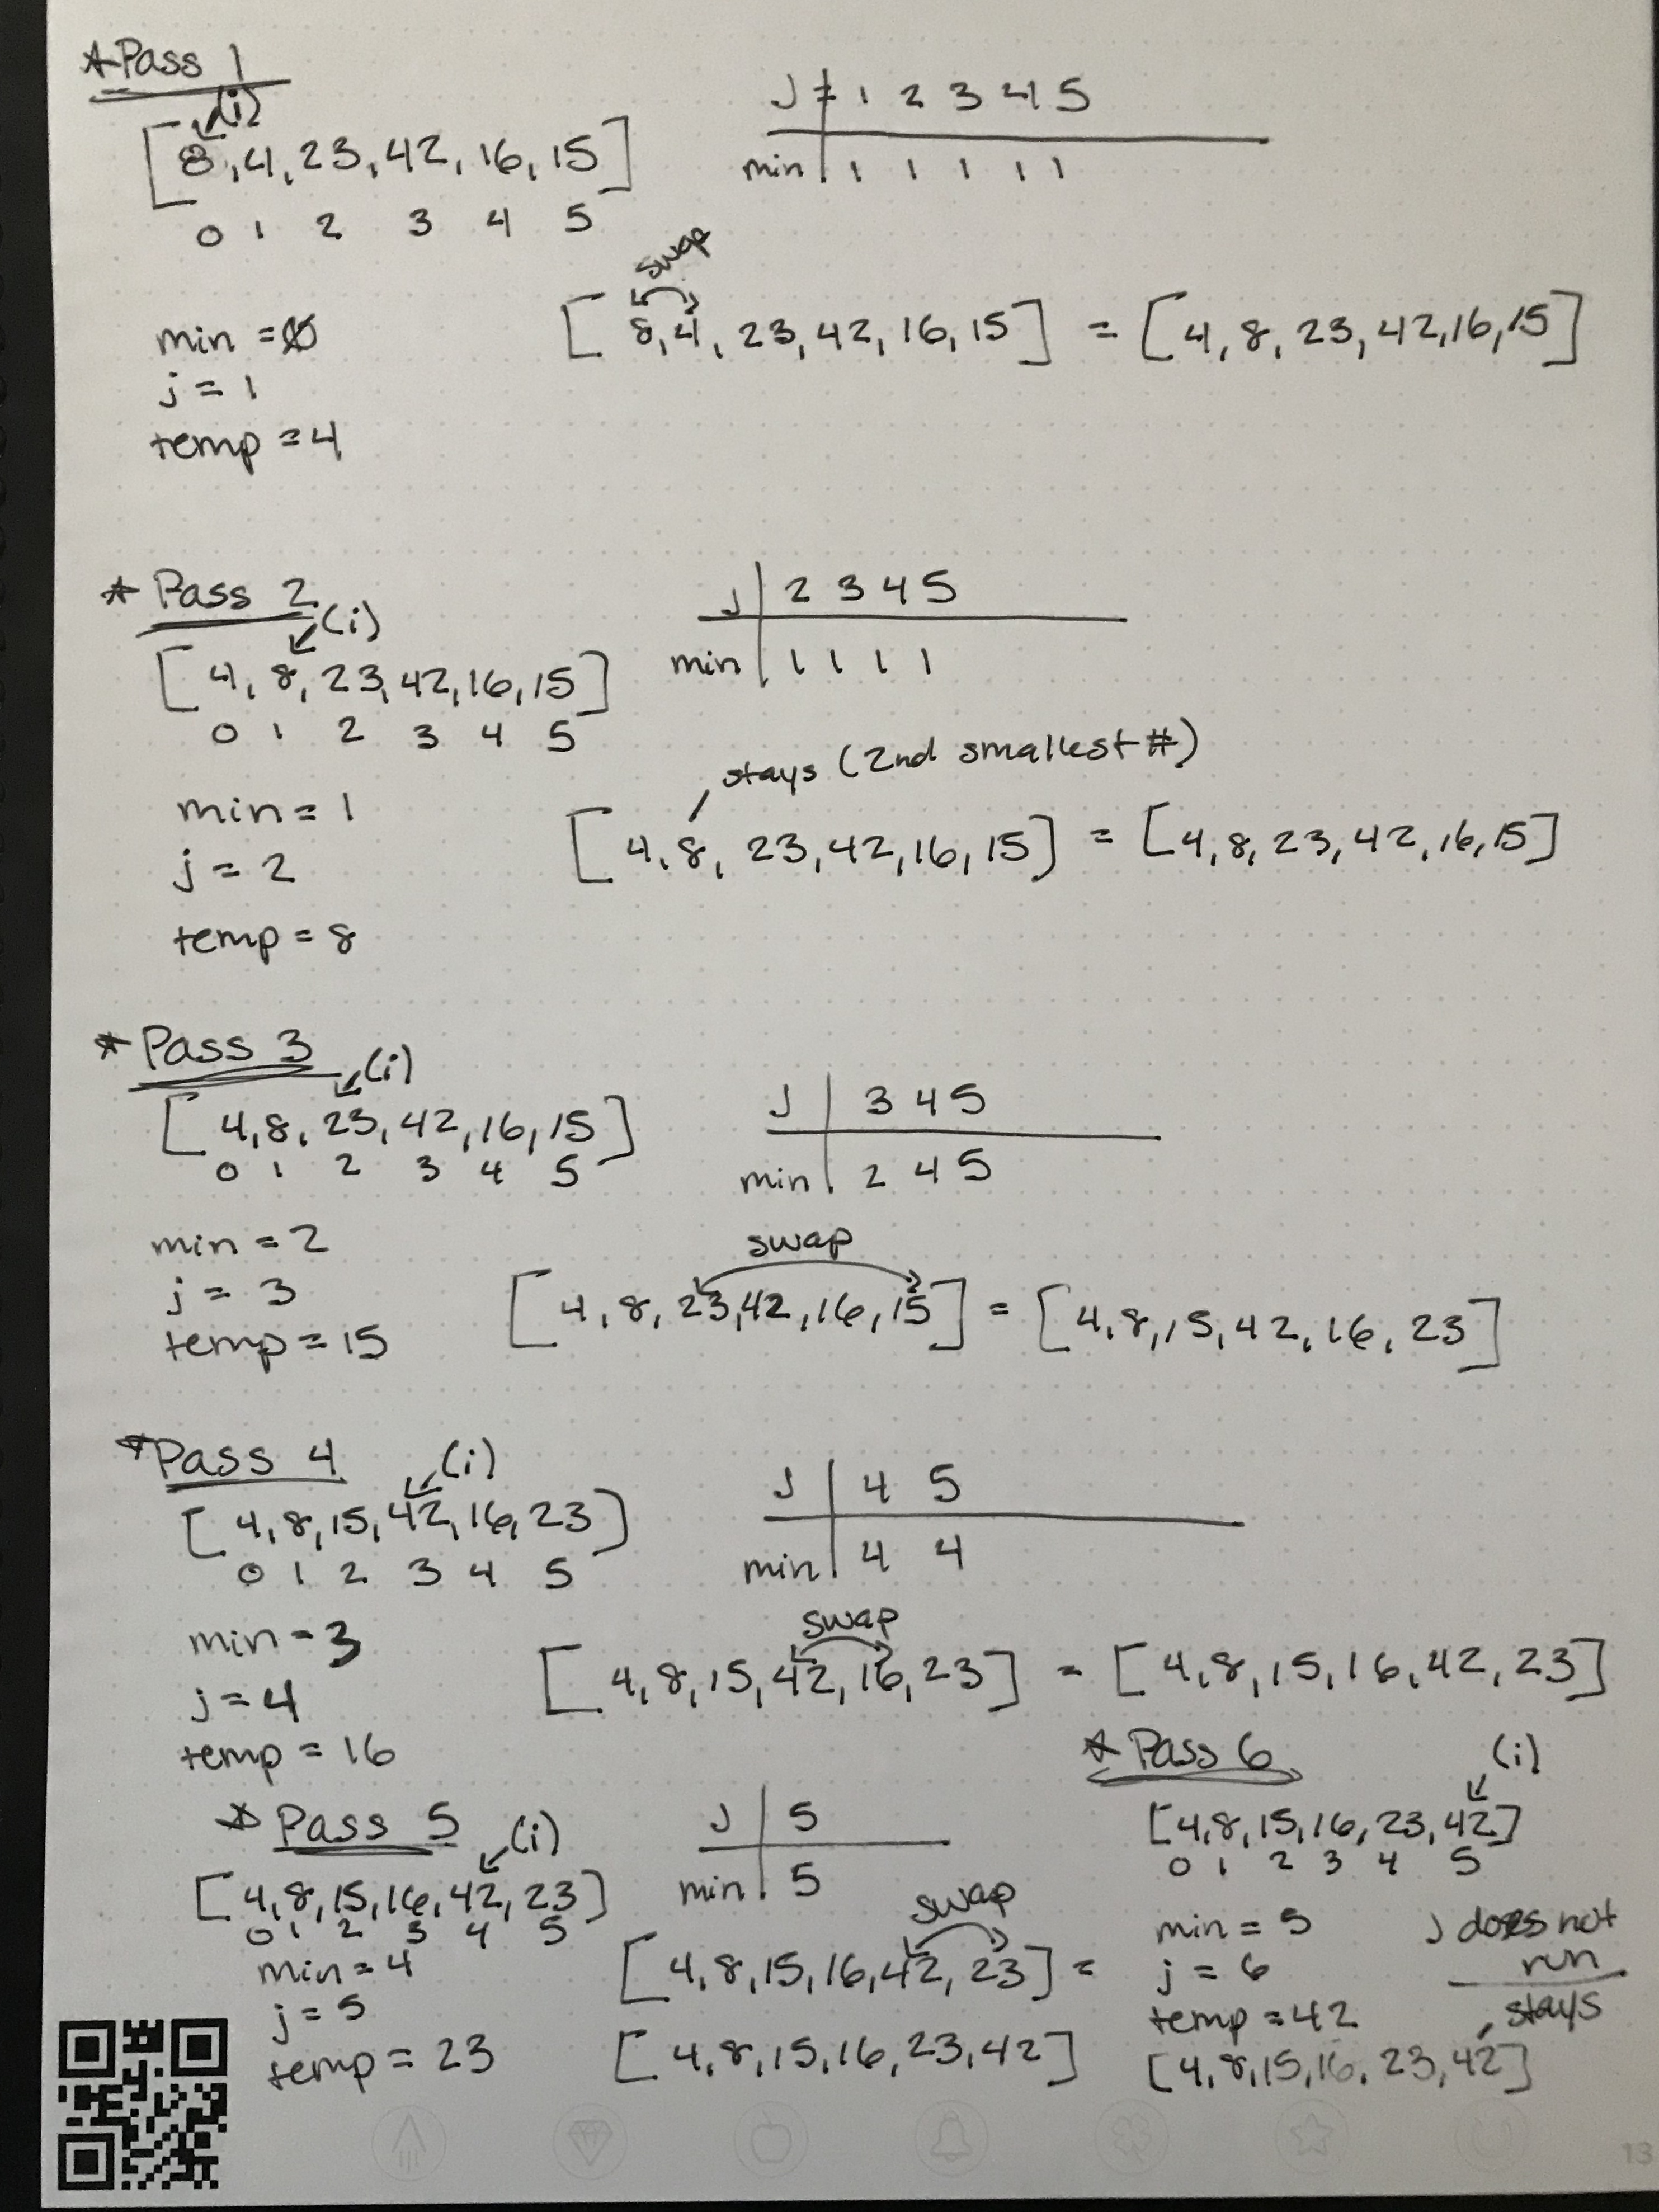 *Pass 1
(i)
[8,4,23,42,16,15]
0 1 2 3 4 5
J= 1 2 3 4 5
min 1 1 1 1 1
min =0
j = 1
temp =4
swap
[8,4,23,42,16,15] = [4,8,23,42,16,15]
* Pass 2
(i)
[4,8,23,42,16,15]
0 1 2 3 4 5
J 2 3 4 5
min 1 1 1 1
min = 1
j = 2
temp = 8
stays (2nd smallest #)
[4,8,23,42,16,15] = [4,8,23,42,16,15]
* Pass 3
(i)
[4,8,23,42,16,15]
0 1 2 3 4 5
J 3 4 5
min 2 4 5
min = 2
j = 3
temp = 15
swap
[4,8,23,42,16,15] = [4,8,15,42,16,23]
*Pass 4
(i)
[4,8,15,42,16,23]
0 1 2 3 4 5
J 4 5
min 4 4
min = 3
j = 4
temp = 16
swap
[4,8,15,42,16,23] = [4,8,15,16,42,23]
* Pass 5
(i)
[4,8,15,16,42,23]
0 1 2 3 4 5
J 5
min 5
min = 4
j = 5
temp = 23
swap
[4,8,15,16,42,23] =
[4,8,15,16,23,42]
* Pass 6
(i)
[4,8,15,16,23,42]
0 1 2 3 4 5
min = 5
j = 6
temp = 42
J does not
run
stays
[4,8,15,16,23,42]
13